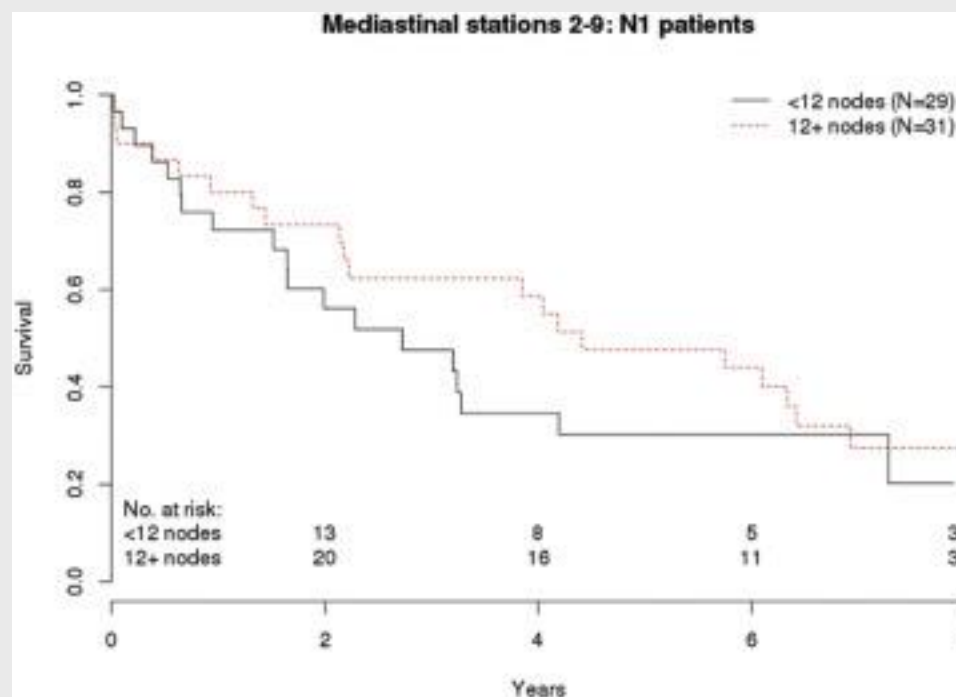 Mediastinal stations 2-9: N1 patients
<12 nodes (N=29)
12+ nodes (N=31)
1.0
0.8
0.6
0.4
0.2
0.0
Survival
No. at risk:
<12 nodes 13 8 5 3
12+ nodes 20 16 11 3
0 2 4 6
Years